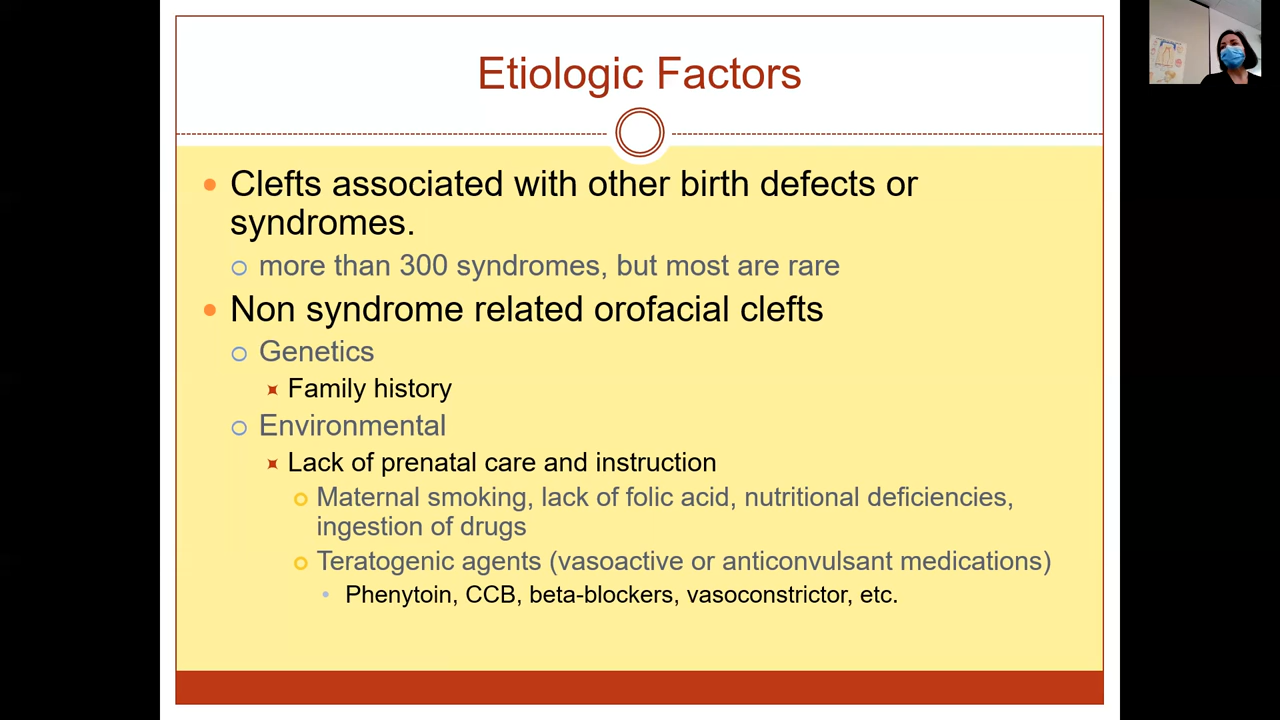 Etiologic Factors
Clefts associated with other birth defects or
syndromes.
more than 300 syndromes, but most are rare
Non syndrome related orofacial clefts
Genetics
Family history
Environmental
Lack of prenatal care and instruction
Maternal smoking, lack of folic acid, nutritional deficiencies,
ingestion of drugs
Teratogenic agents (vasoactive or anticonvulsant medications)
Phenytoin, CCB, beta-blockers, vasoconstrictor, etc.